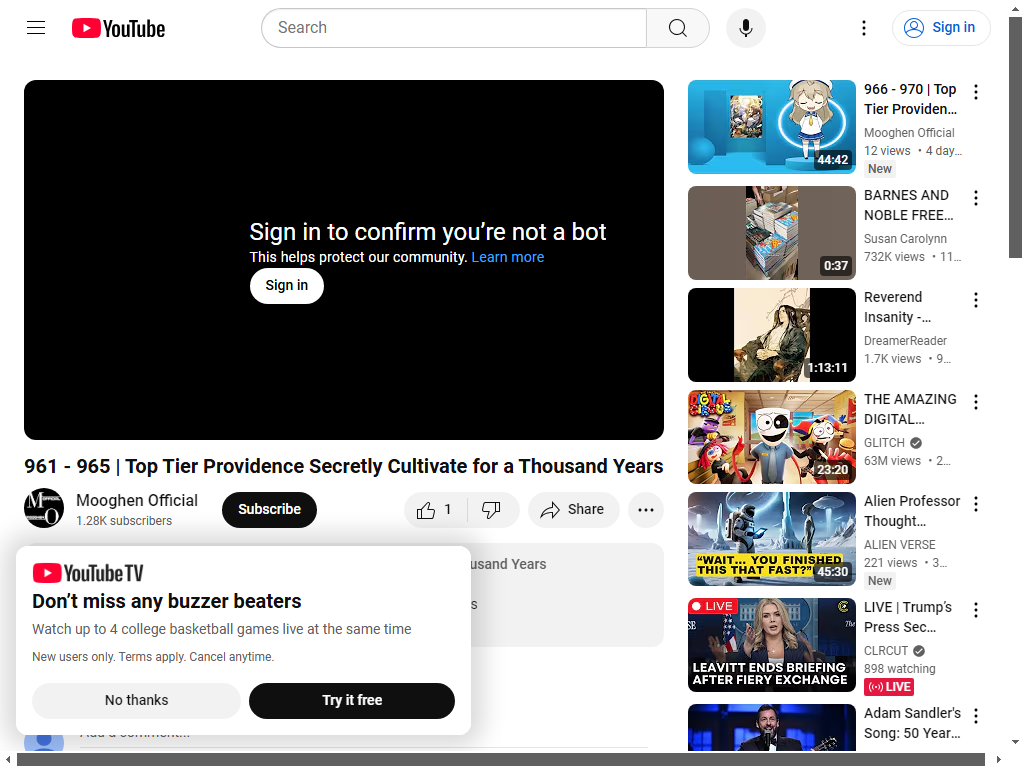 YouTube
Search
Sign in
Sign in to confirm you’re not a bot
This helps protect our community. Learn more
Sign in
961 - 965 | Top Tier Providence Secretly Cultivate for a Thousand Years
Mooghen Official
1.28K subscribers
Subscribe
1
Share
usand Years
s
YouTube TV
Don’t miss any buzzer beaters
Watch up to 4 college basketball games live at the same time
New users only. Terms apply. Cancel anytime.
No thanks
Try it free
44:42
966 - 970 | Top
Tier Providen…
Mooghen Official
12 views • 4 day…
New
0:37
BARNES AND
NOBLE FREE…
Susan Carolynn
732K views • 11…
1:13:11
Reverend
Insanity -…
DreamerReader
1.7K views • 9…
DIGITAL
CIRCUS
23:20
THE AMAZING
DIGITAL…
GLITCH
63M views • 2…
“WAIT... YOU FINISHED
THIS THAT FAST?”
45:30
Alien Professor
Thought…
ALIEN VERSE
221 views • 3…
New
LIVE
LEAVITT ENDS BRIEFING
AFTER FIERY EXCHANGE
LIVE | Trump’s
Press Sec…
CLRCUT
898 watching
LIVE
Adam Sandler's
Song: 50 Year…